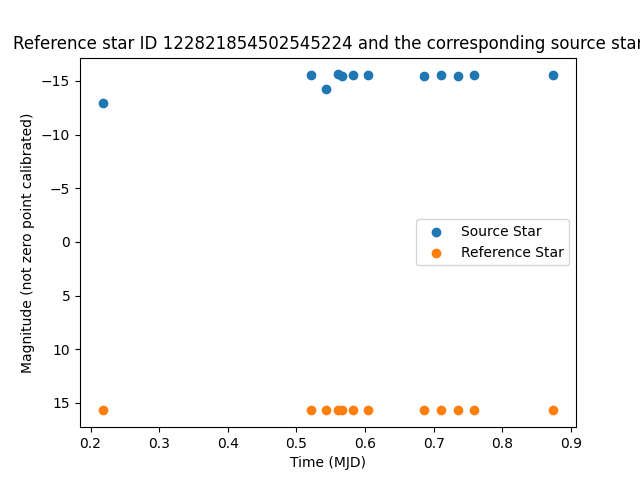 Reference star ID 122821854502545224 and the corresponding source star
Magnitude (not zero point calibrated)
−15
−10
−5
0
5
10
15
Source Star
Reference Star
0.2 0.3 0.4 0.5 0.6 0.7 0.8 0.9
Time (MJD)